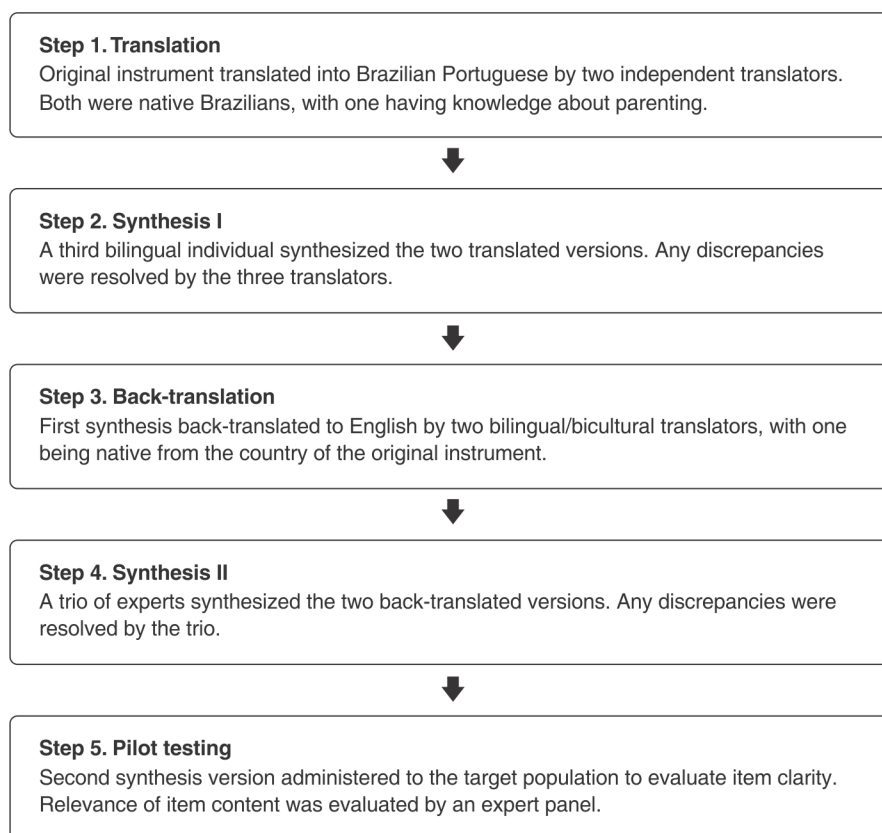 Step 1. Translation
Original instrument translated into Brazilian Portuguese by two independent translators.
Both were native Brazilians, with one having knowledge about parenting.
Step 2. Synthesis I
A third bilingual individual synthesized the two translated versions. Any discrepancies
were resolved by the three translators.
Step 3. Back-translation
First synthesis back-translated to English by two bilingual/bicultural translators, with one
being native from the country of the original instrument.
Step 4. Synthesis II
A trio of experts synthesized the two back-translated versions. Any discrepancies were
resolved by the trio.
Step 5. Pilot testing
Second synthesis version administered to the target population to evaluate item clarity.
Relevance of item content was evaluated by an expert panel.